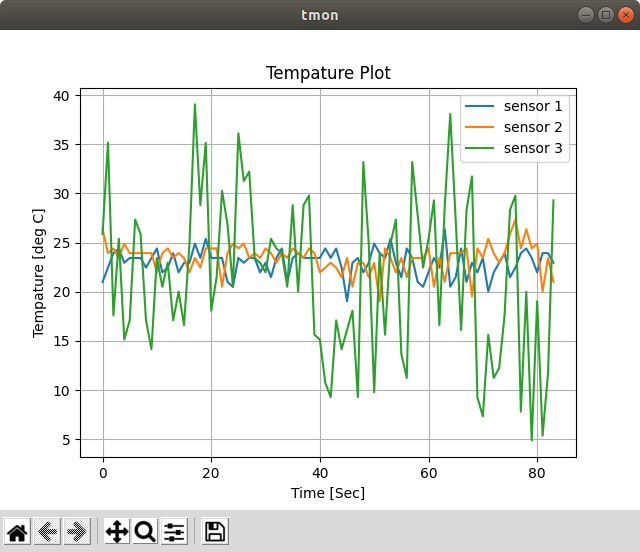 tmon
Tempature Plot
sensor 1
sensor 2
sensor 3
Tempature [deg C]
40
35
30
25
20
15
10
5
0 20 40 60 80
Time [Sec]